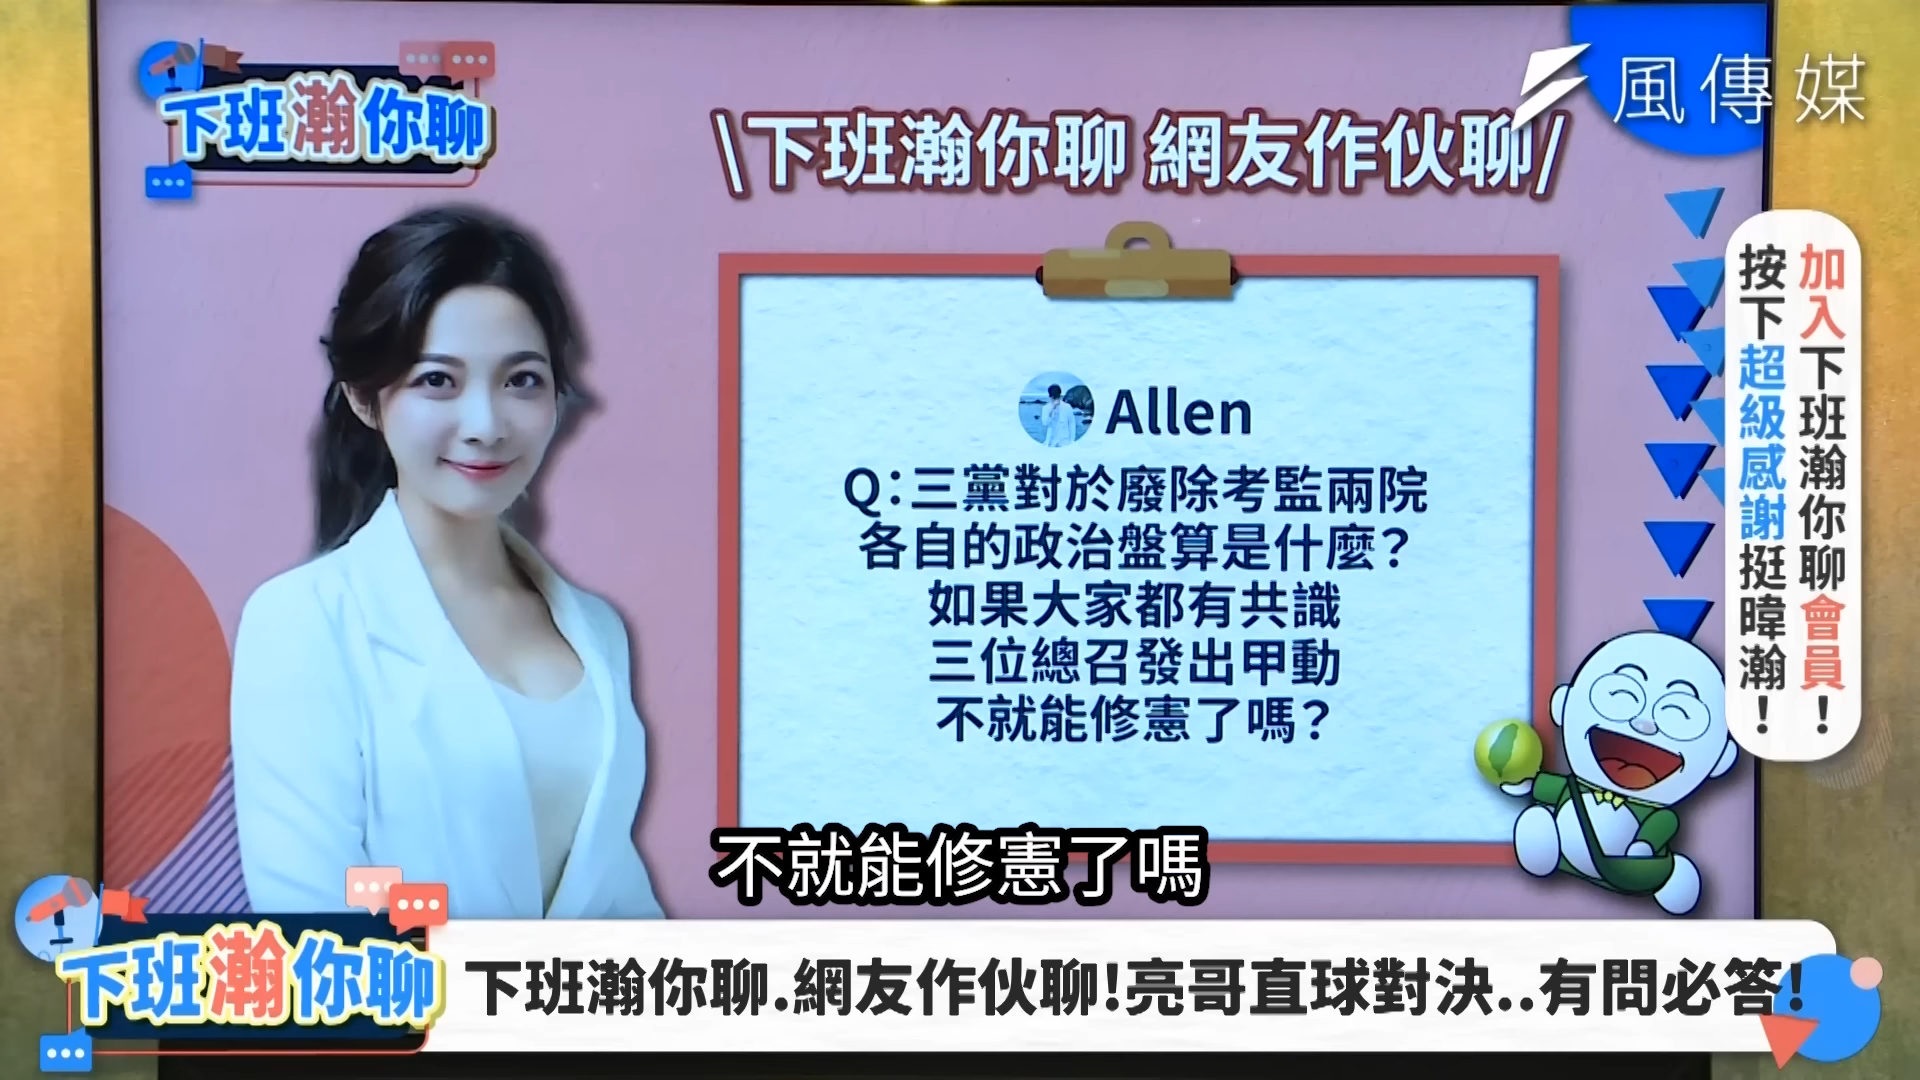 下班瀚你聊
\下班瀚你聊 網友作伙聊/
風傳媒
加入下班瀚你聊會員!
按下超級感謝挺暐瀚!
Allen
Q:三黨對於廢除考監兩院
各自的政治盤算是什麼?
如果大家都有共識
三位總召發出甲動
不就能修憲了嗎?
不就能修憲了嗎
下班瀚你聊
下班瀚你聊.網友作伙聊!亮哥直球對決..有問必答!